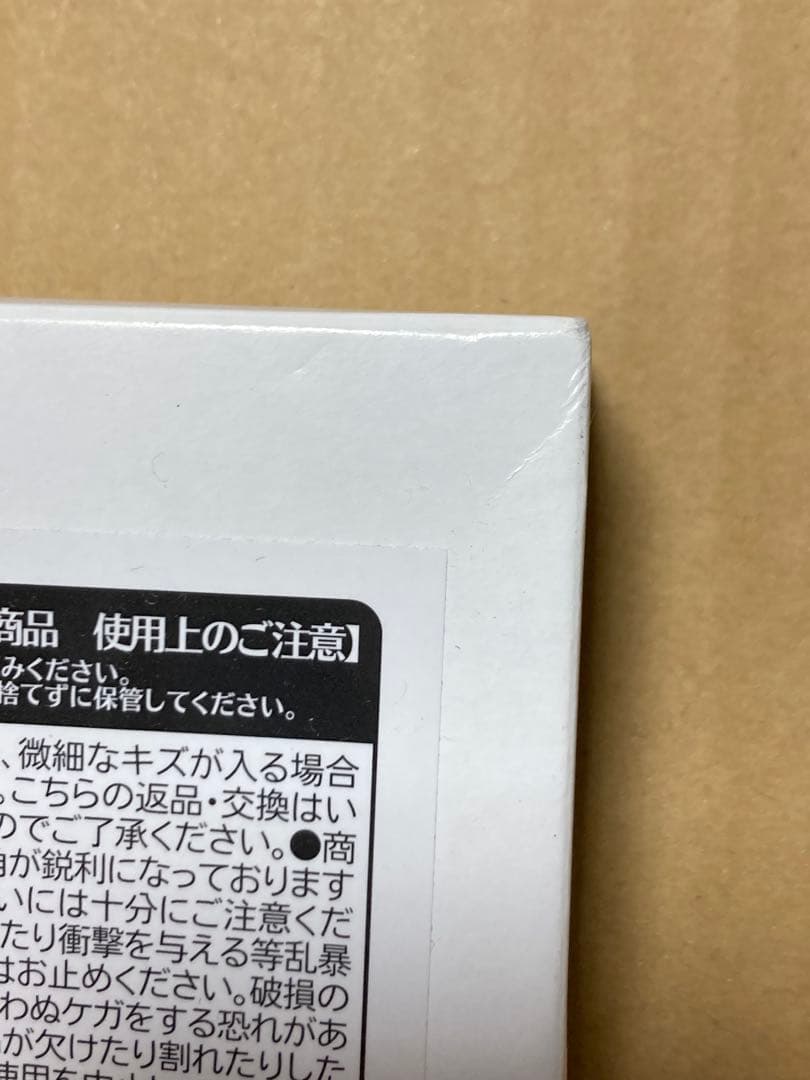 商品 使用上のご注意】
みください。
捨てずに保管してください。
、微細なキズが入る場合
。こちらの返品・交換はい
のでご了承ください。●商
が鋭利になっております
いには十分にご注意くだ
たり衝撃を与える等乱暴
はお止めください。破損の
わぬケガをする恐れがあ
が欠けたり割れたりした